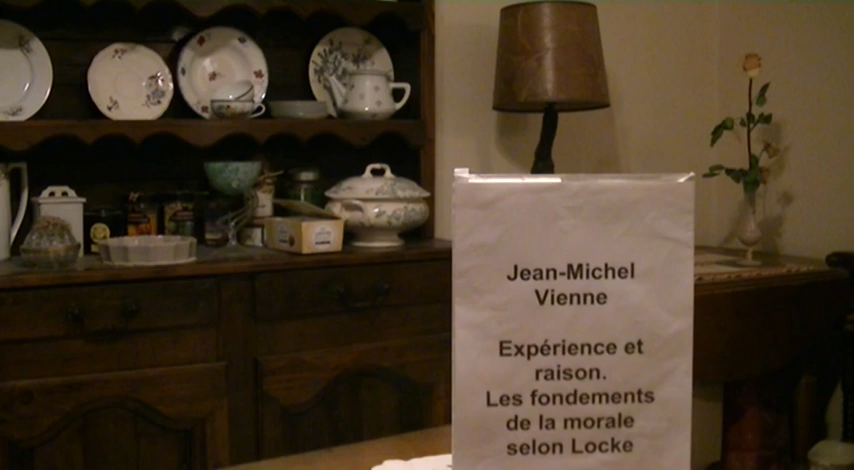 Jean-Michel
Vienne
Expérience et
raison.
Les fondements
de la morale
selon Locke